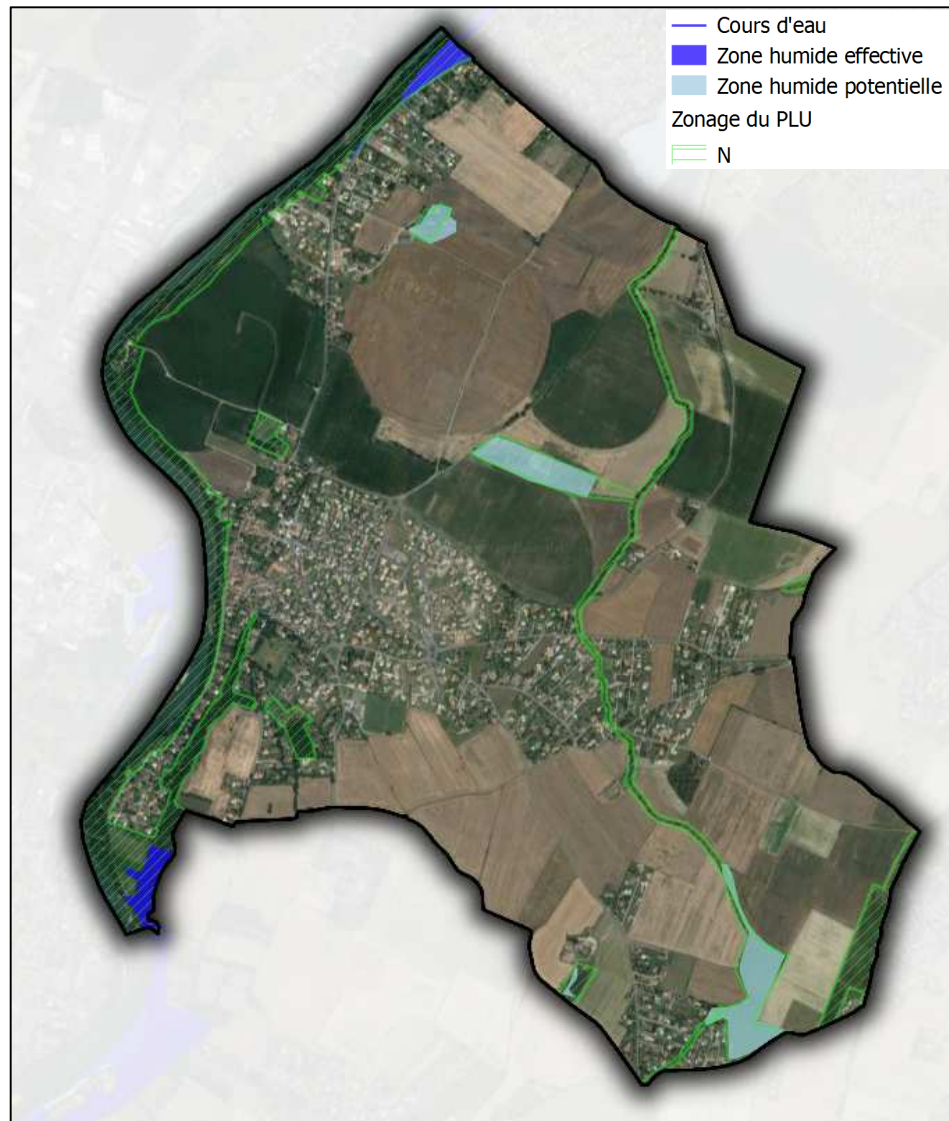 Cours d'eau
Zone humide effective
Zone humide potentielle
Zonage du PLU
N